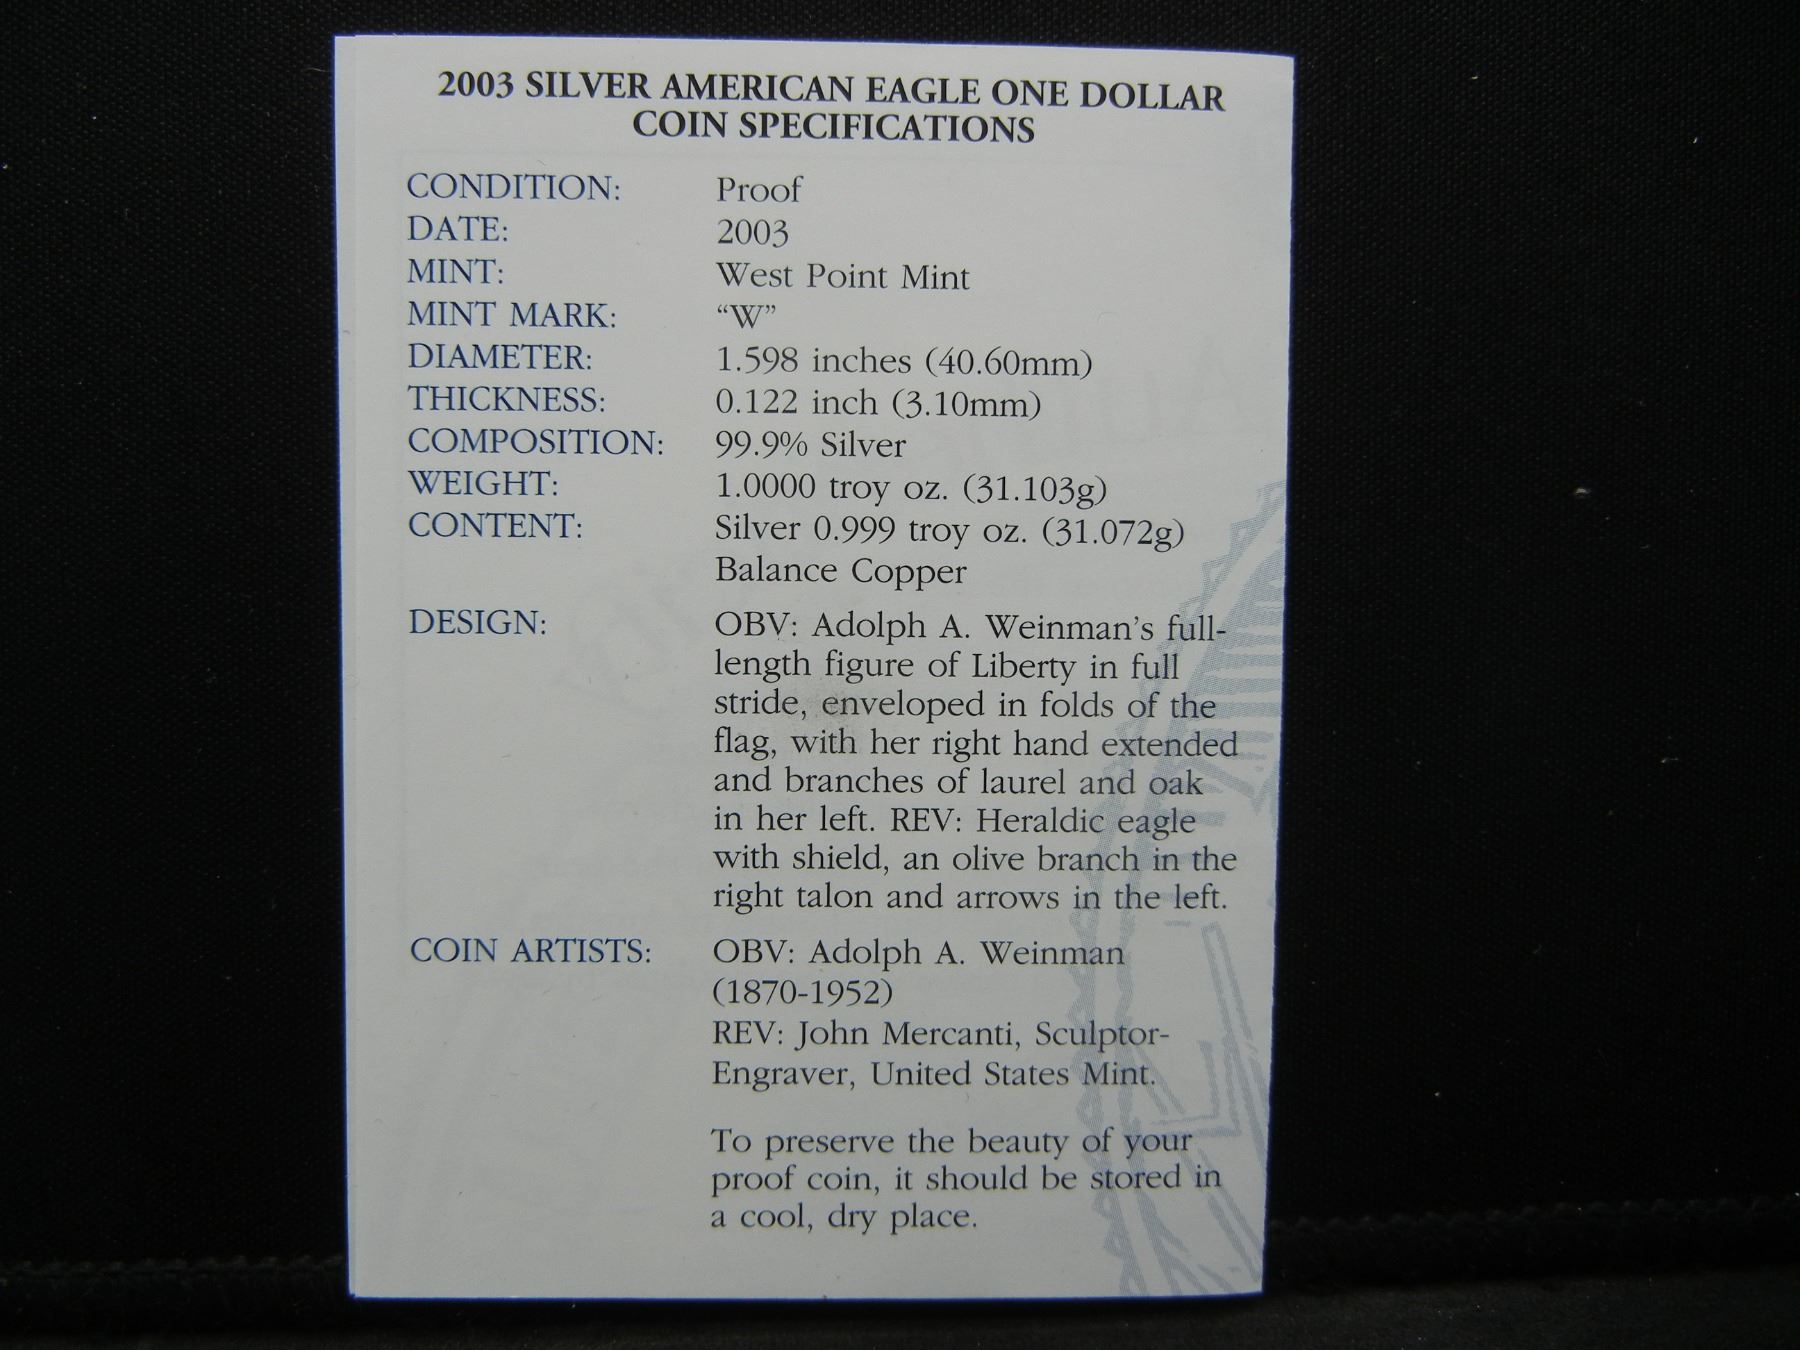 2003 SILVER AMERICAN EAGLE ONE DOLLAR
COIN SPECIFICATIONS
CONDITION: Proof
DATE: 2003
MINT: West Point Mint
MINT MARK: “W”
DIAMETER: 1.598 inches (40.60mm)
THICKNESS: 0.122 inch (3.10mm)
COMPOSITION: 99.9% Silver
WEIGHT: 1.0000 troy oz. (31.103g)
CONTENT: Silver 0.999 troy oz. (31.072g)
Balance Copper
DESIGN: OBV: Adolph A. Weinman’s full-
length figure of Liberty in full
stride, enveloped in folds of the
flag, with her right hand extended
and branches of laurel and oak
in her left. REV: Heraldic eagle
with shield, an olive branch in the
right talon and arrows in the left.
COIN ARTISTS: OBV: Adolph A. Weinman
(1870-1952)
REV: John Mercanti, Sculptor-
Engraver, United States Mint.
To preserve the beauty of your
proof coin, it should be stored in
a cool, dry place.